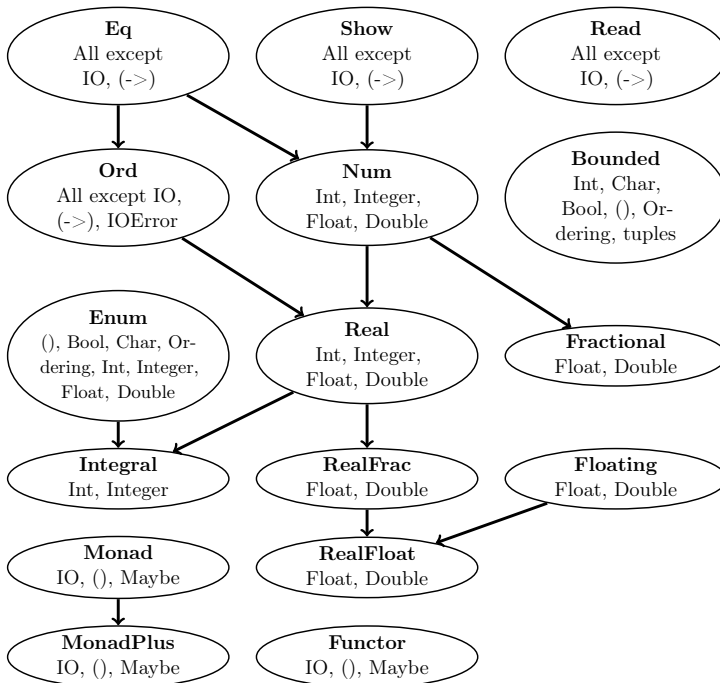 Eq
All except
IO, (->)
Show
All except
IO, (->)
Read
All except
IO, (->)
Ord
All except IO,
(->), IOError
Num
Int, Integer,
Float, Double
Bounded
Int, Char,
Bool, (), Or-
dering, tuples
Enum
(), Bool, Char, Or-
dering, Int, Integer,
Float, Double
Real
Int, Integer,
Float, Double
Fractional
Float, Double
Integral
Int, Integer
RealFrac
Float, Double
Floating
Float, Double
Monad
IO, (), Maybe
RealFloat
Float, Double
MonadPlus
IO, (), Maybe
Functor
IO, (), Maybe